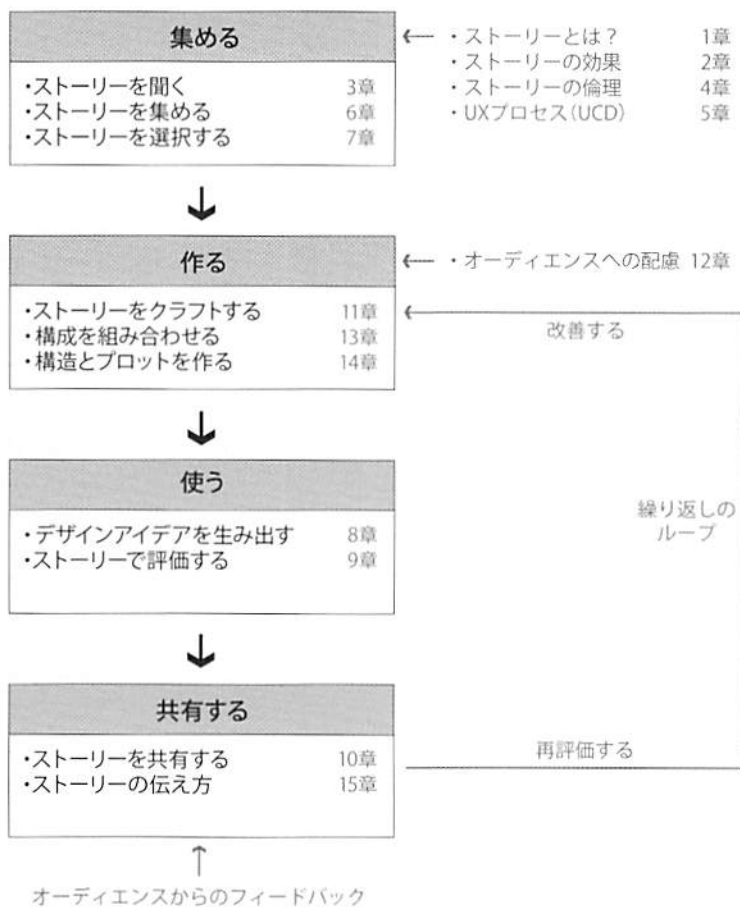 集める
・ストーリーを聞く 3章
・ストーリーを集める 6章
・ストーリーを選択する 7章
・ストーリーとは？ 1章
・ストーリーの効果 2章
・ストーリーの倫理 4章
・UXプロセス(UCD) 5章
作る
・ストーリーをクラフトする 11章
・構成を組み合わせる 13章
・構造とプロットを作る 14章
・オーディエンスへの配慮 12章
改善する
使う
・デザインアイデアを生み出す 8章
・ストーリーで評価する 9章
繰り返しの
ループ
共有する
・ストーリーを共有する 10章
・ストーリーの伝え方 15章
再評価する
オーディエンスからのフィードバック